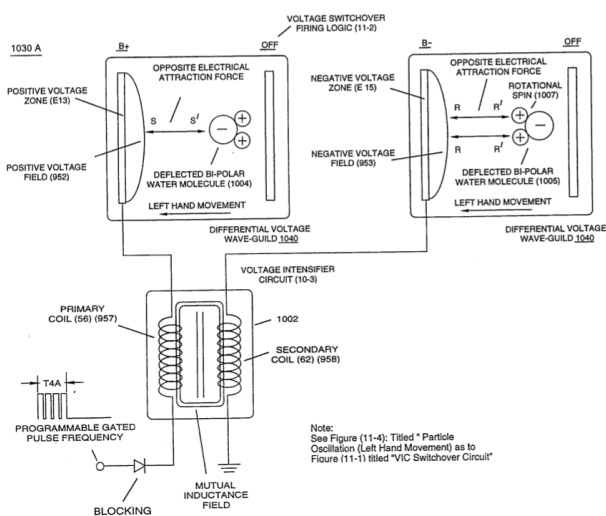 VOLTAGE SWITCHOVER
FIRING LOGIC (11-2)
1030 A
B+
OFF
B-
OFF
OPPOSITE ELECTRICAL
ATTRACTION FORCE
POSITIVE VOLTAGE
ZONE (E13)
S S'
+
+
−
POSITIVE VOLTAGE
FIELD (952)
DEFLECTED BI-POLAR
WATER MOLECULE (1004)
LEFT HAND MOVEMENT
DIFFERENTIAL VOLTAGE
WAVE-GUILD 1040
OPPOSITE ELECTRICAL
ATTRACTION FORCE
NEGATIVE VOLTAGE
ZONE (E 15)
ROTATIONAL
SPIN (1007)
R R'
+
−
+
R R'
NEGATIVE VOLTAGE
FIELD (953)
DEFLECTED BI-POLAR
WATER MOLECULE (1005)
LEFT HAND MOVEMENT
DIFFERENTIAL VOLTAGE
WAVE-GUILD 1040
VOLTAGE INTENSIFIER
CIRCUIT (10-3)
PRIMARY
COIL (56) (957)
1002
SECONDARY
COIL (62) (958)
T4A
PROGRAMMABLE GATED
PULSE FREQUENCY
BLOCKING
MUTUAL
INDUCTANCE
FIELD
Note:
See Figure (11-4): Titled " Particle
Oscillation (Left Hand Movement) as to
Figure (11-1) titled "VIC Switchover Circuit"